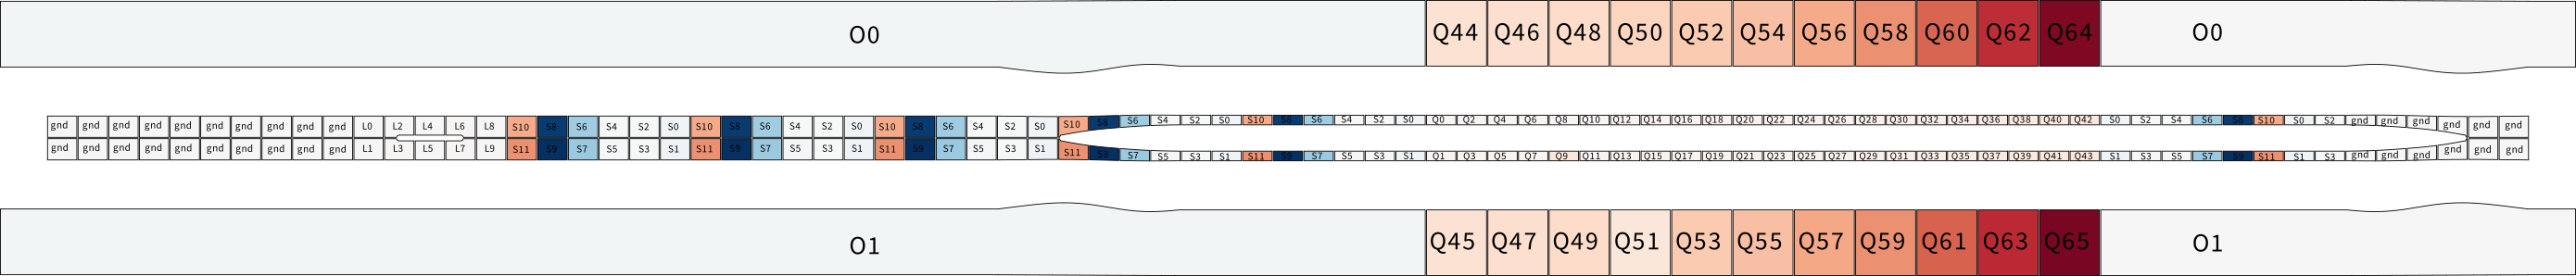 O0 Q44 Q46 Q48 Q50 Q52 Q54 Q56 Q58 Q60 Q62 Q64 O0
gnd gnd gnd gnd gnd gnd gnd gnd gnd gnd L0 L2 L4 L6 L8 S10 S8 S6 S4 S2 S0 S10 S8 S6 S4 S2 S0 S10 S8 S6 S4 S2 S0 S10 S8 S6 S4 S2 S0 S10 S8 S6 S4 S2 S0 Q0 Q2 Q4 Q6 Q8 Q10 Q12 Q14 Q16 Q18 Q20 Q22 Q24 Q26 Q28 Q30 Q32 Q34 Q36 Q38 Q40 Q42 S0 S2 S4 S6 S8 S10 S0 S2 gnd gnd gnd gnd gnd gnd
gnd gnd gnd gnd gnd gnd gnd gnd gnd gnd L1 L3 L5 L7 L9 S11 S9 S7 S5 S3 S1 S11 S9 S7 S5 S3 S1 S11 S9 S7 S5 S3 S1 S11 S9 S7 S5 S3 S1 S11 S9 S7 S5 S3 S1 Q1 Q3 Q5 Q7 Q9 Q11 Q13 Q15 Q17 Q19 Q21 Q23 Q25 Q27 Q29 Q31 Q33 Q35 Q37 Q39 Q41 Q43 S1 S3 S5 S7 S9 S11 S1 S3 gnd gnd gnd gnd gnd gnd
O1 Q45 Q47 Q49 Q51 Q53 Q55 Q57 Q59 Q61 Q63 Q65 O1